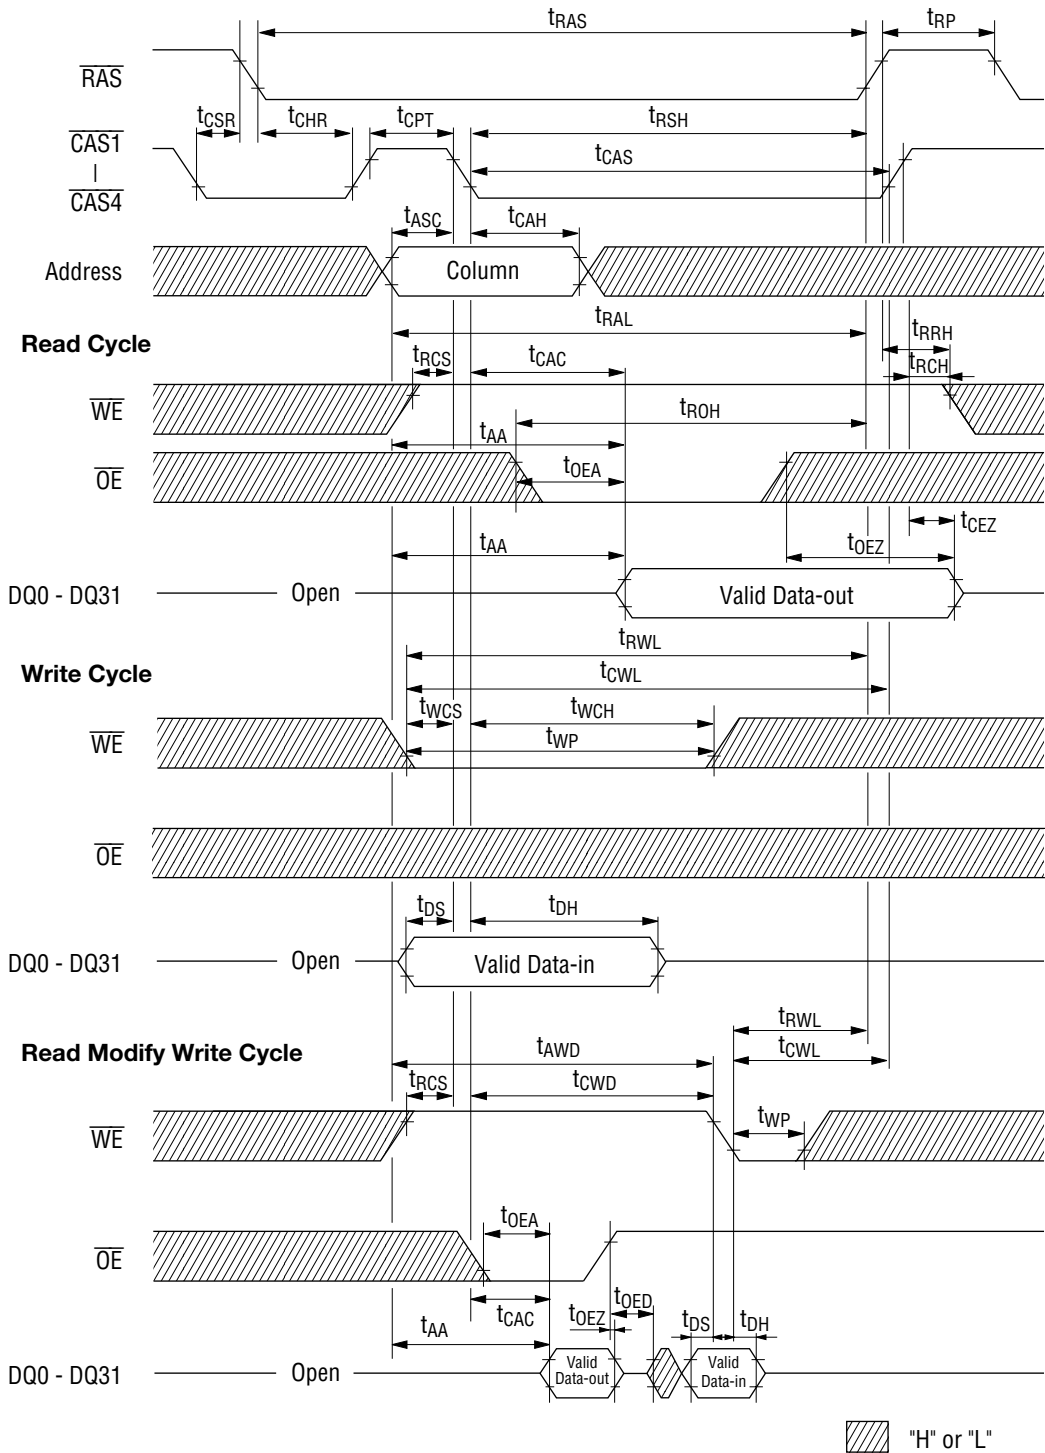 tRAS
tRP
RAS
tCSR
tCHR
tCPT
tRSH
CAS1
|
CAS4
tCAS
tASC
tCAH
Address
Column
tRAL
Read Cycle
tRRH
tRCS
tCAC
tRCH
WE
tROH
tAA
OE
tOEA
tCEZ
tAA
tOEZ
DQ0 - DQ31
Open
Valid Data-out
tRWL
Write Cycle
tCWL
tWCS
tWCH
WE
tWP
OE
tDS
tDH
DQ0 - DQ31
Open
Valid Data-in
tRWL
Read Modify Write Cycle
tAWD
tCWL
tRCS
tCWD
WE
tWP
tOEA
OE
tCAC
tOED
tAA
tOEZ
tDS
tDH
DQ0 - DQ31
Open
Valid
Data-out
Valid
Data-in
"H" or "L"